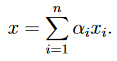 x = \sum_{i=1}^{n} \alpha_i x_i.